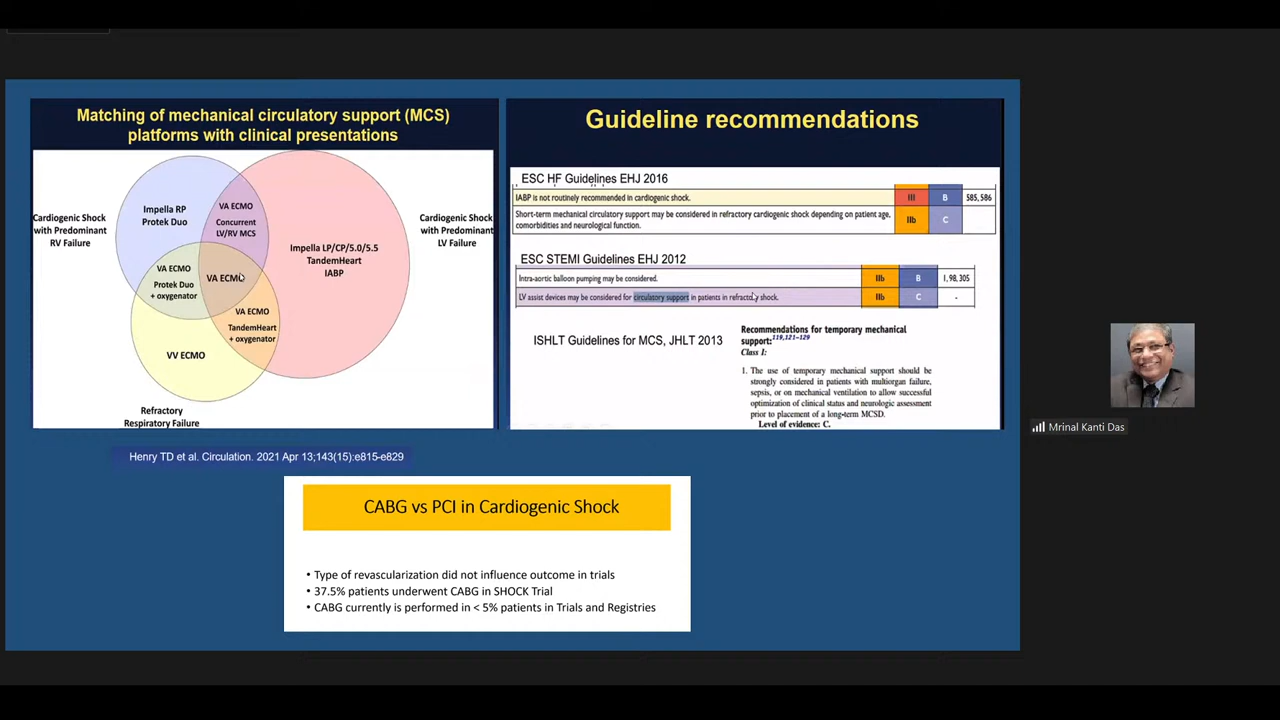 Matching of mechanical circulatory support (MCS)
platforms with clinical presentations
Cardiogenic Shock
with Predominant
RV Failure
Impella RP
Protek Duo
VA ECMO
Concurrent
LV/RV MCS
Impella LP/CP/5.0/5.5
TandemHeart
IABP
Cardiogenic Shock
with Predominant
LV Failure
VA ECMO
Protek Duo
+ oxygenator
VA ECMO
VA ECMO
TandemHeart
+ oxygenator
VV ECMO
Refractory
Respiratory Failure
Henry TD et al. Circulation. 2021 Apr 13;143(15):e815-e829
Guideline recommendations
ESC HF Guidelines EHJ 2016
IABP is not routinely recommended in cardiogenic shock. III B 585, 586
Short-term mechanical circulatory support may be considered in refractory cardiogenic shock depending on patient age,
comorbidities and neurological function. IIb C
ESC STEMI Guidelines EHJ 2012
Intra-aortic balloon pumping may be considered. IIb B 1, 98, 305
LV assist devices may be considered for circulatory support in patients in refractory shock. IIb C -
ISHLT Guidelines for MCS, JHLT 2013
Recommendations for temporary mechanical
support:119,121–129
Class I:
1. The use of temporary mechanical support should be
strongly considered in patients with multiorgan failure,
sepsis, or on mechanical ventilation to allow successful
optimization of clinical status and neurologic assessment
prior to placement of a long-term MCSD.
Level of evidence: C.
CABG vs PCI in Cardiogenic Shock
• Type of revascularization did not influence outcome in trials
• 37.5% patients underwent CABG in SHOCK Trial
• CABG currently is performed in < 5% patients in Trials and Registries
Mrinal Kanti Das